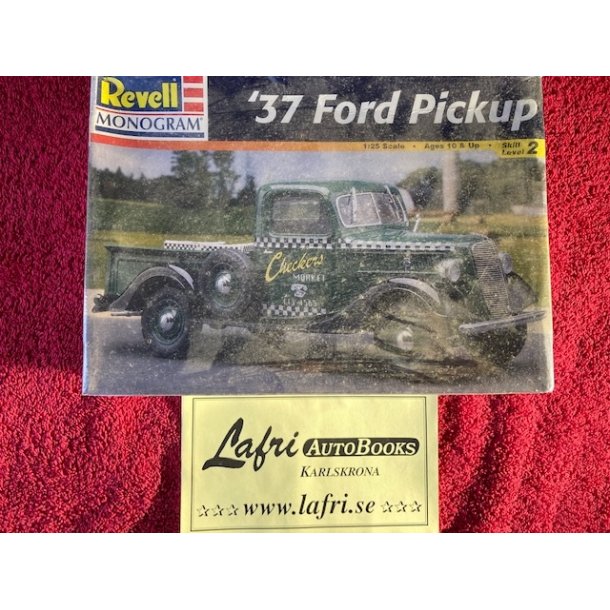 Revell
MONOGRAM
'37 Ford Pickup
1/25 Scale • Ages 10 & Up • Skill Level 2
Checkers
MARKET
Lafri AUTOBOOKS
KARLSKRONA
☆☆☆ www.lafri.se ☆☆☆